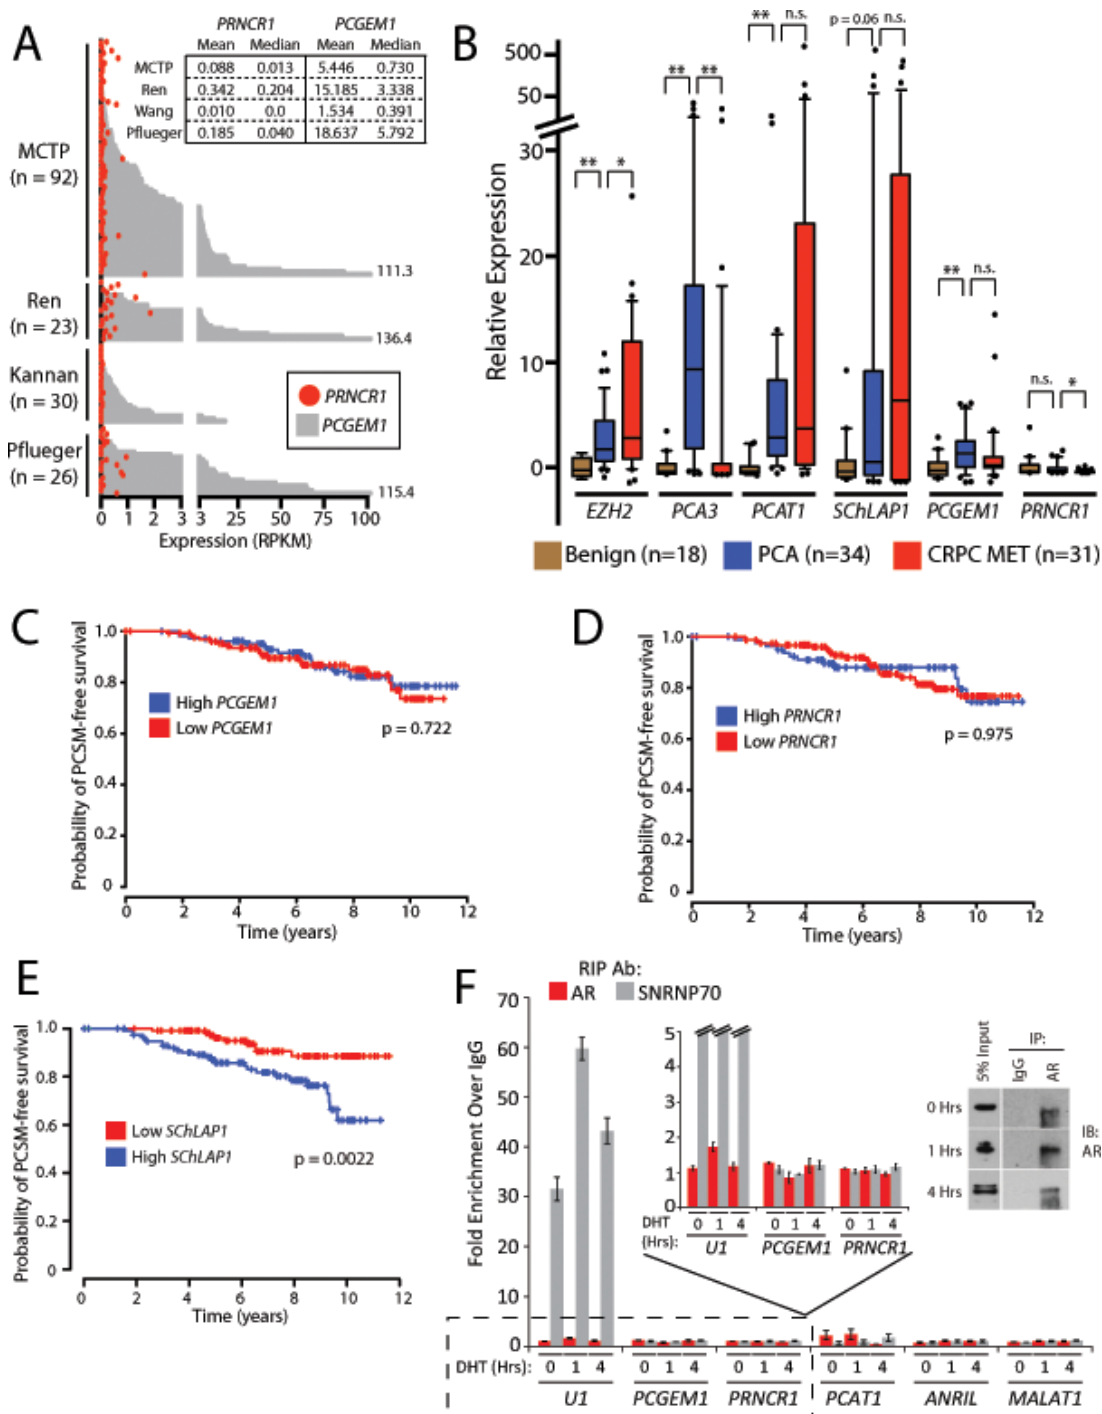 A
PRNCR1 PCGEM1
Mean Median Mean Median
MCTP 0.088 0.013 5.446 0.730
Ren 0.342 0.204 15.185 3.338
Wang 0.010 0.0 1.534 0.391
Pflueger 0.185 0.040 18.637 5.792
MCTP
(n = 92)
111.3
Ren
(n = 23)
136.4
Kannan
(n = 30)
PRNCR1
PCGEM1
Pflueger
(n = 26)
115.4
0 1 2 3 3 25 50 75 100
Expression (RPKM)
B
Relative Expression
500
50
30
20
10
0
** *
** **
** n.s.
p = 0.06 n.s.
** n.s.
n.s. *
EZH2 PCA3 PCAT1 SChLAP1 PCGEM1 PRNCR1
Benign (n=18) PCA (n=34) CRPC MET (n=31)
C
Probability of PCSM-free survival
1.0
0.8
0.6
0.4
0.2
0
High PCGEM1
Low PCGEM1
p = 0.722
0 2 4 6 8 10 12
Time (years)
D
Probability of PCSM-free survival
1.0
0.8
0.6
0.4
0.2
0
High PRNCR1
Low PRNCR1
p = 0.975
0 2 4 6 8 10 12
Time (years)
E
Probability of PCSM-free survival
1.0
0.8
0.6
0.4
0.2
0
Low SChLAP1
High SChLAP1
p = 0.0022
0 2 4 6 8 10 12
Time (years)
F
RIP Ab:
AR SNRNP70
Fold Enrichment Over IgG
70
60
50
40
30
20
10
0
5
4
3
2
1
0
DHT (Hrs): 0 1 4 0 1 4 0 1 4
U1 PCGEM1 PRNCR1
5% Input IP: IgG AR
0 Hrs
1 Hrs
4 Hrs
IB:
AR
DHT (Hrs): 0 1 4 0 1 4 0 1 4 0 1 4 0 1 4 0 1 4
U1 PCGEM1 PRNCR1 PCAT1 ANRIL MALAT1